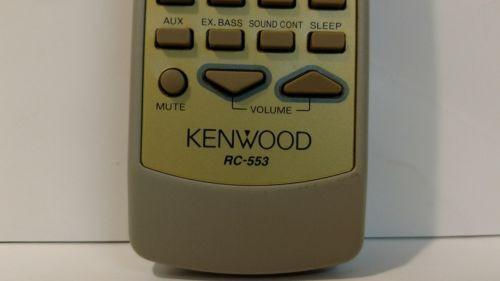 AUX EX. BASS SOUND CONT SLEEP
MUTE VOLUME
KENWOOD
RC-553